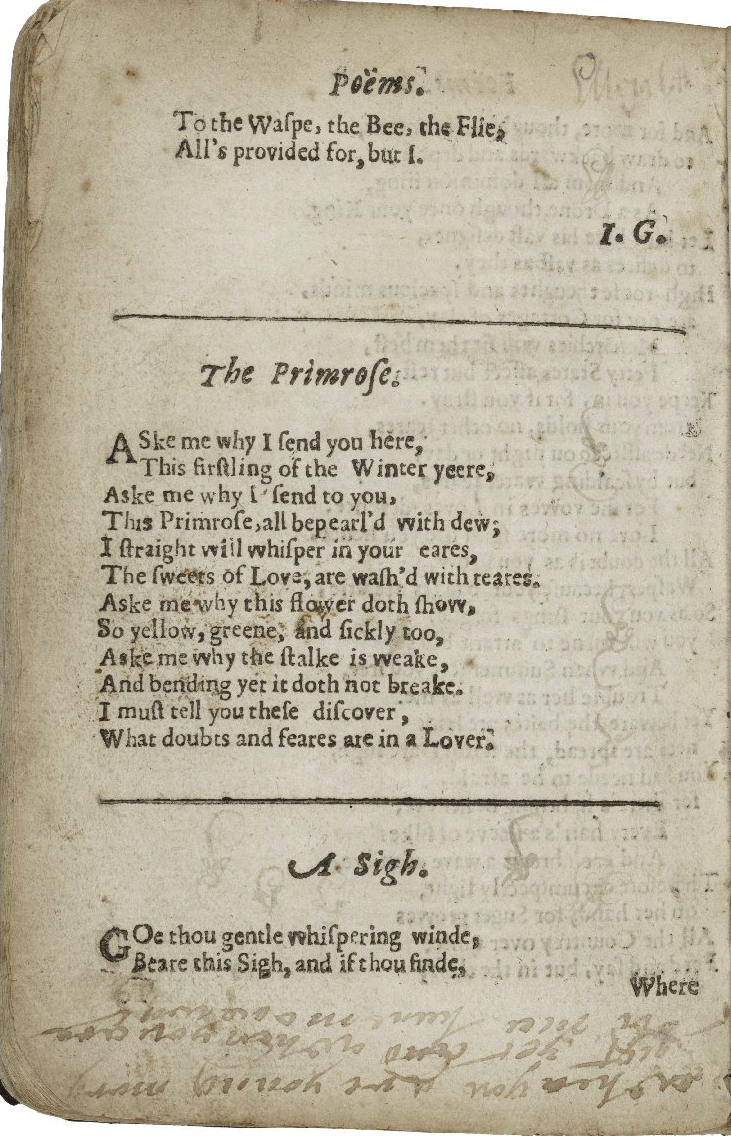 Poëms.
To the Waſpe, the Bee, the Flie,
All's provided for, but I.
I. G.
The Primroſe.
ASke me why I ſend you here,
This firſtling of the Winter yeere,
Aske me why I ſend to you,
This Primroſe,all bepearl'd with dew;
I ſtraight will whiſper in your eares,
The ſweets of Love, are waſh'd with teares.
Aske me why this flower doth ſhow,
So yellow, greene, and ſickly too,
Aske me why the ſtalke is weake,
And bending yet it doth not breake.
I muſt tell you theſe diſcover,
What doubts and feares are in a Lover.
A Sigh.
GOe thou gentle whiſpering winde,
Beare this Sigh, and if thou finde,
Where